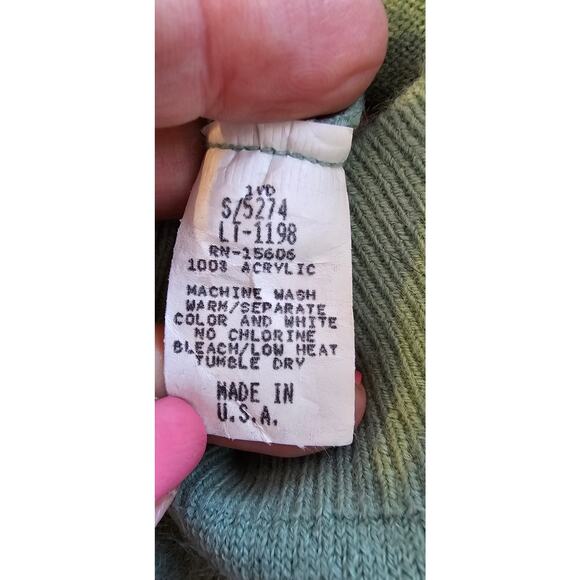 S/5274
LT-1198
RN-15606
100% ACRYLIC
MACHINE WASH
WARM/SEPARATE
COLOR AND WHITE
NO CHLORINE
BLEACH/LOW HEAT
TUMBLE DRY
MADE IN
U.S.A.